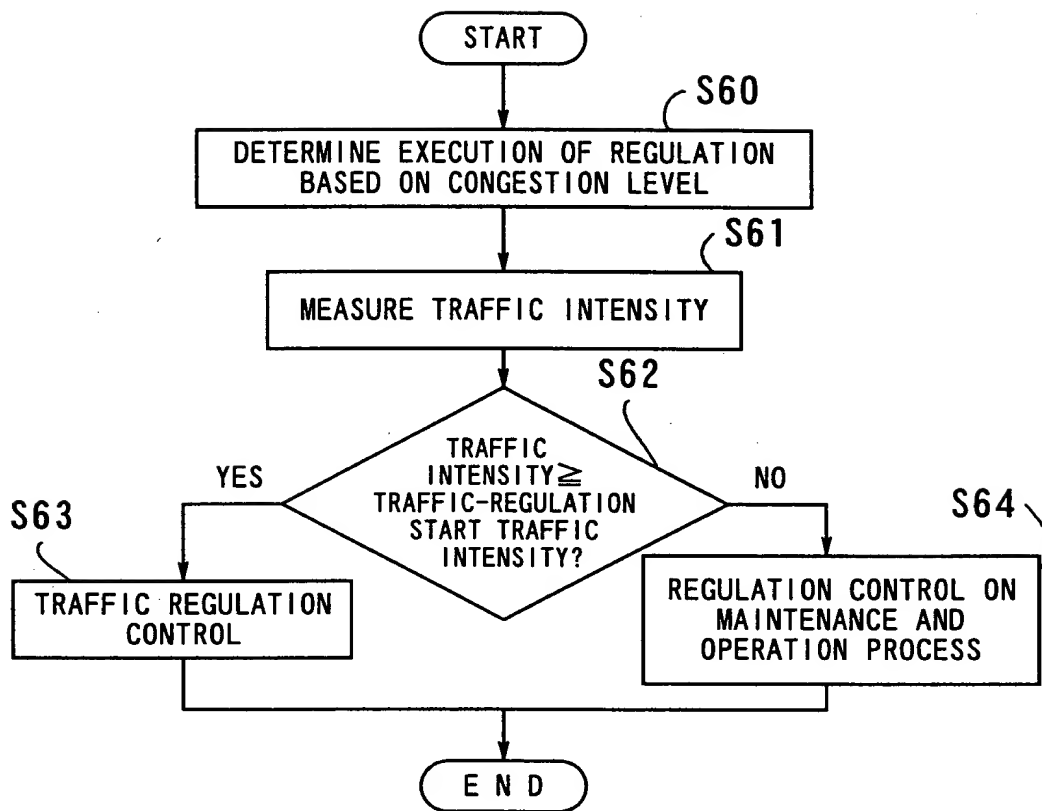 START
S60
DETERMINE EXECUTION OF REGULATION
BASED ON CONGESTION LEVEL
S61
MEASURE TRAFFIC INTENSITY
S62
TRAFFIC
INTENSITY≧
TRAFFIC-REGULATION
START TRAFFIC
INTENSITY?
YES
NO
S63
TRAFFIC REGULATION
CONTROL
S64
REGULATION CONTROL ON
MAINTENANCE AND
OPERATION PROCESS
END